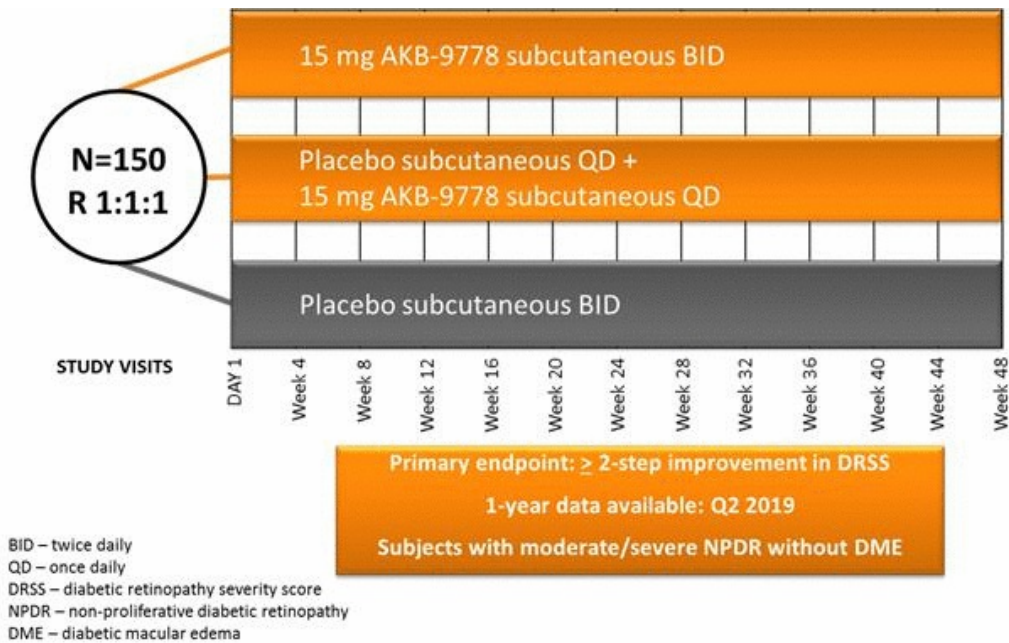 15 mg AKB-9778 subcutaneous BID
N=150
R 1:1:1
Placebo subcutaneous QD +
15 mg AKB-9778 subcutaneous QD
Placebo subcutaneous BID
STUDY VISITS
DAY 1
Week 4
Week 8
Week 12
Week 16
Week 20
Week 24
Week 28
Week 32
Week 36
Week 40
Week 44
Week 48
Primary endpoint: ≥ 2-step improvement in DRSS
1-year data available: Q2 2019
Subjects with moderate/severe NPDR without DME
BID – twice daily
QD – once daily
DRSS – diabetic retinopathy severity score
NPDR – non-proliferative diabetic retinopathy
DME – diabetic macular edema